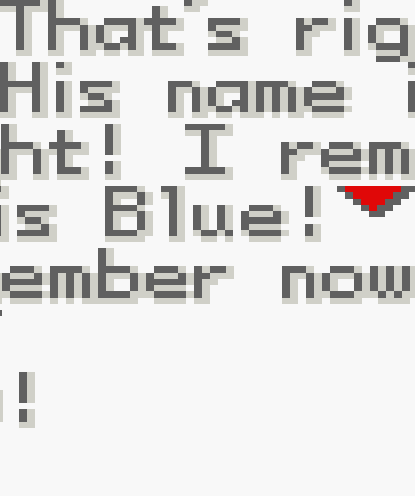 That's rig
His name i
ht! I rem
is Blue!
ember now
!